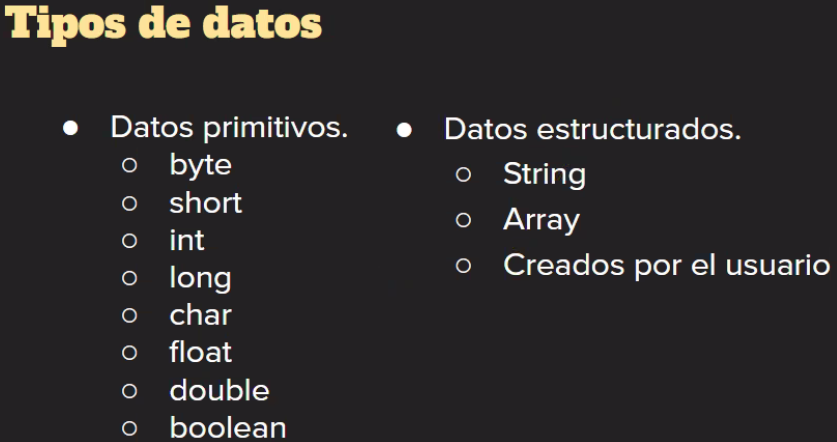 Tipos de datos
● Datos primitivos.
○ byte
○ short
○ int
○ long
○ char
○ float
○ double
○ boolean
● Datos estructurados.
○ String
○ Array
○ Creados por el usuario